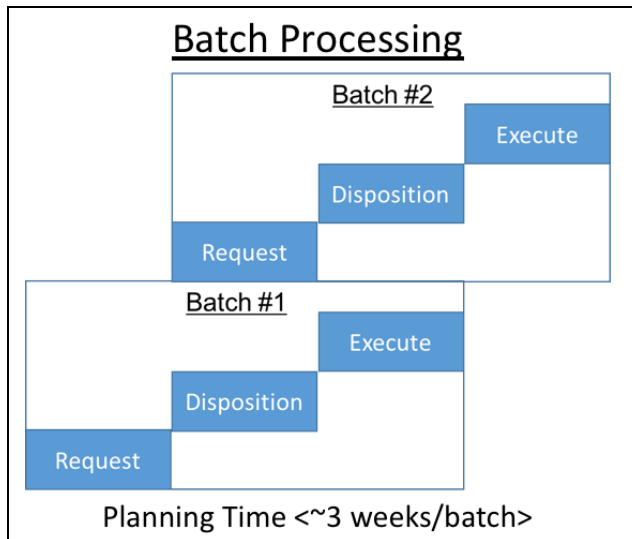 Batch Processing
Batch #2
Execute
Disposition
Request
Batch #1
Execute
Disposition
Request
Planning Time <~3 weeks/batch>